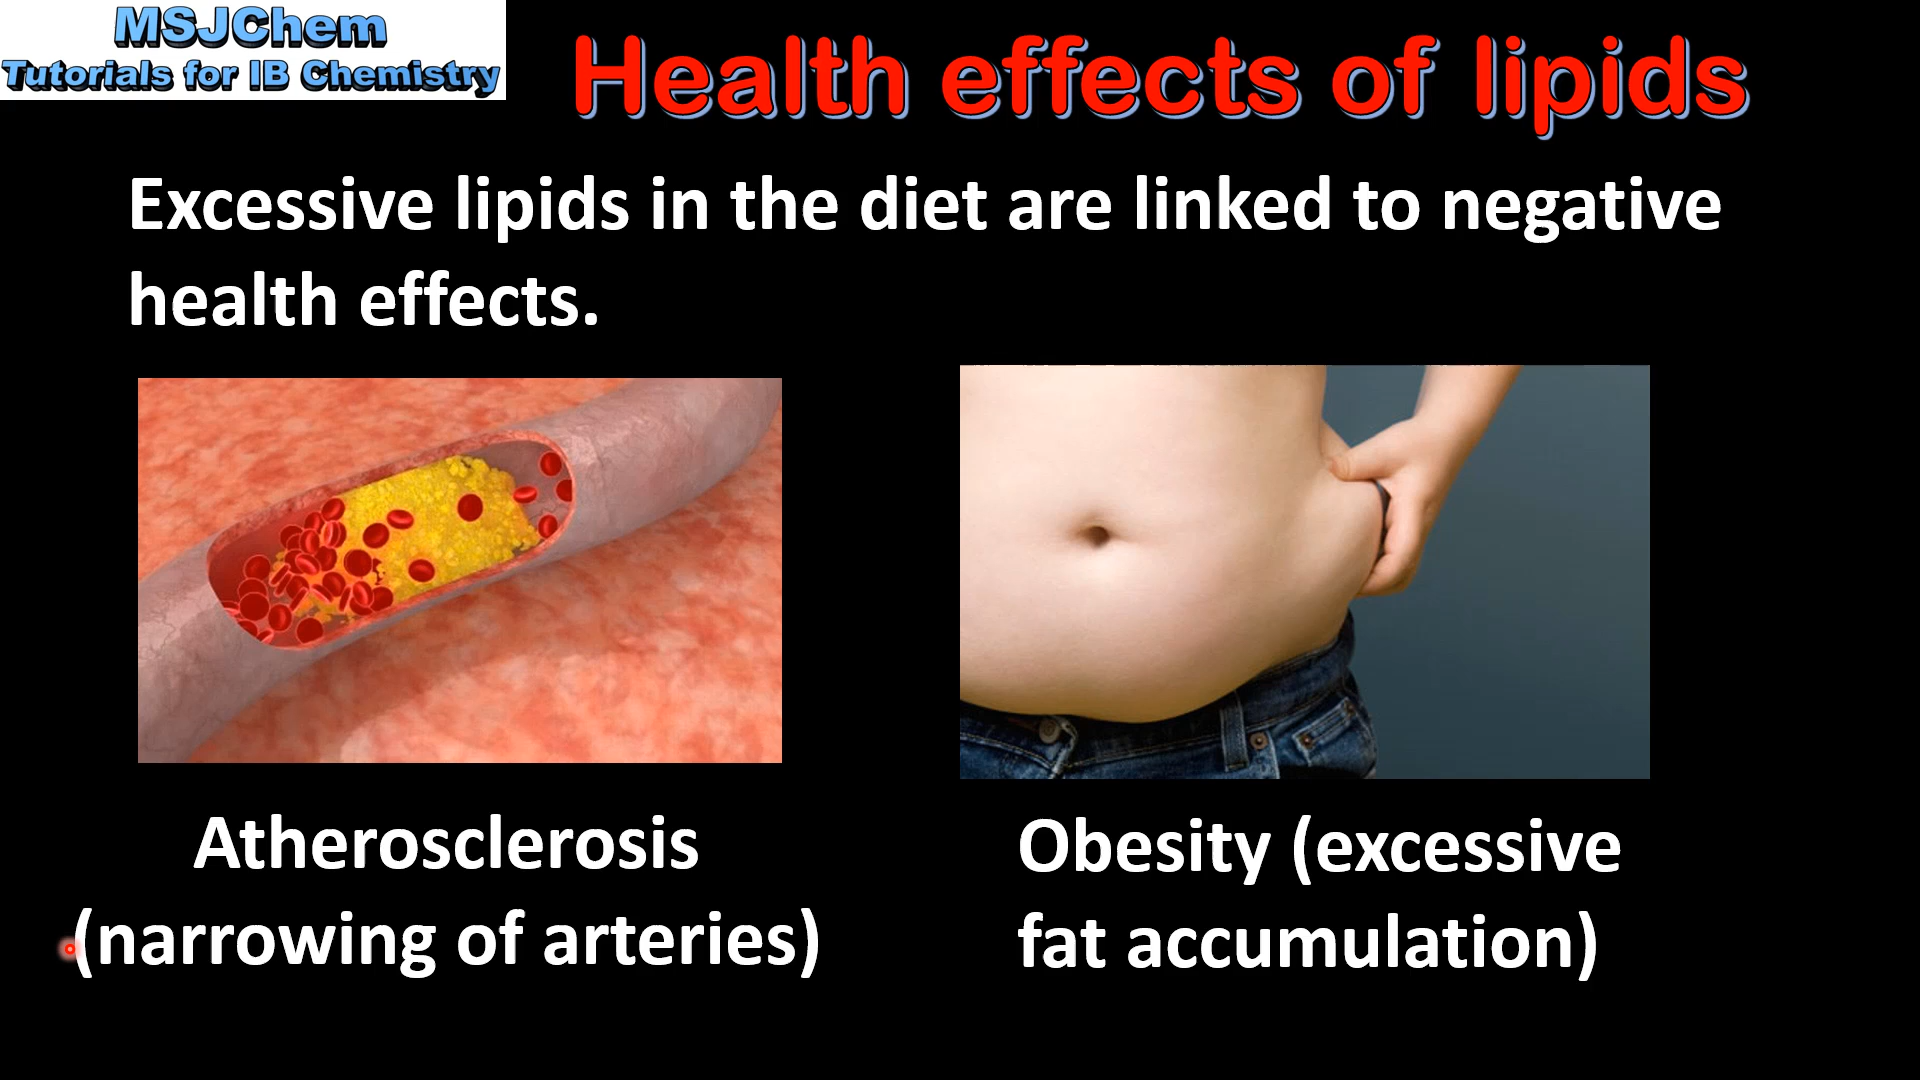 MSJChem
Tutorials for IB Chemistry
Health effects of lipids
Excessive lipids in the diet are linked to negative
health effects.
Atherosclerosis
(narrowing of arteries)
Obesity (excessive
fat accumulation)